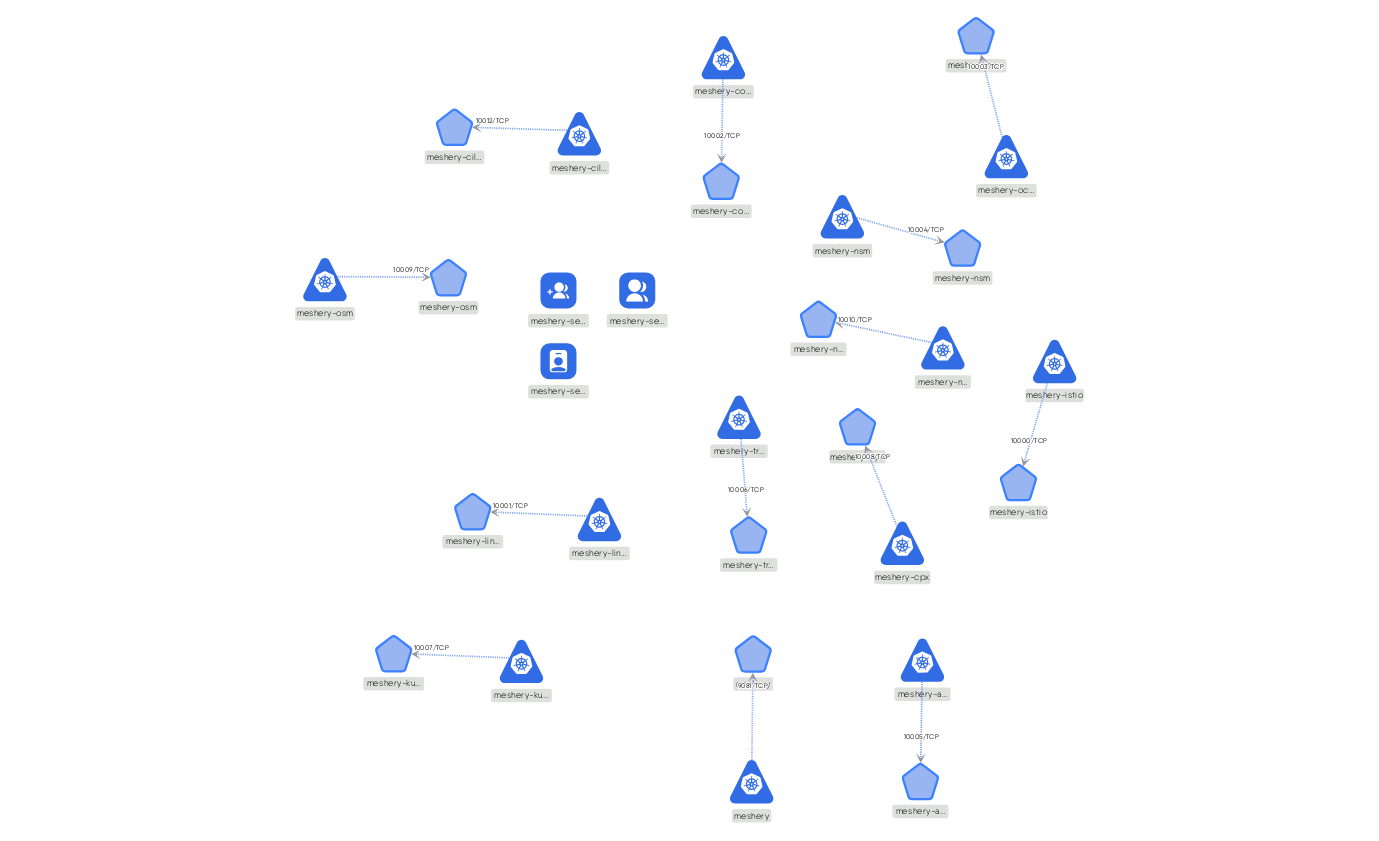 10003/TCP
meshery-co...
10012/TCP
10002/TCP
meshery-cil...
meshery-cil...
meshery-oc...
meshery-co...
10004/TCP
meshery-nsm
meshery-nsm
10009/TCP
meshery-osm
meshery-osm
meshery-se...
meshery-se...
10010/TCP
meshery-n...
meshery-n...
meshery-se...
meshery-istio
10000/TCP
meshery-tr...
10008/TCP
10006/TCP
10001/TCP
meshery-istio
meshery-lin...
meshery-lin...
meshery-tr...
meshery-cpx
10007/TCP
meshery-ku...
9081/TCP
meshery-ku...
meshery-a...
10005/TCP
meshery
meshery-a...